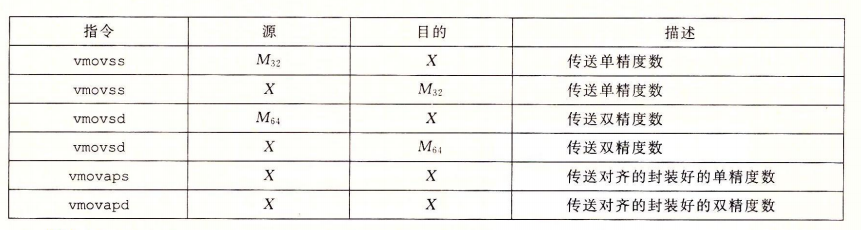 指令 源 目的 描述
vmovss M32 X 传送单精度数
vmovss X M32 传送单精度数
vmovsd M64 X 传送双精度数
vmovsd X M64 传送双精度数
vmovaps X X 传送对齐的封装好的单精度数
vmovapd X X 传送对齐的封装好的双精度数